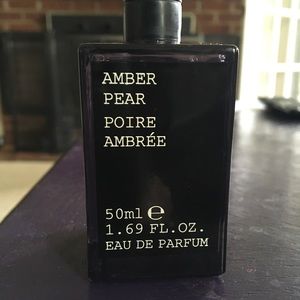 AMBER
PEAR
POIRE
AMBRÉE
50ml ℮
1.69 FL.OZ.
EAU DE PARFUM